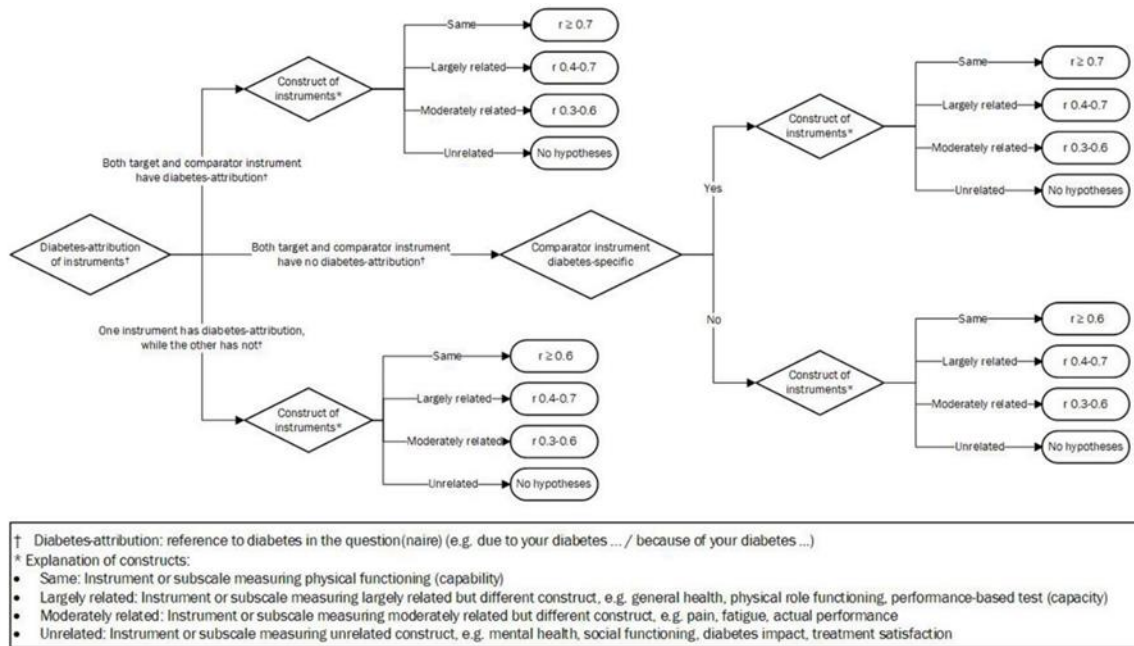 Same
r ≥ 0.7
Construct of
instruments*
Largely related
r 0.4-0.7
Moderately related
r 0.3-0.6
Unrelated
No hypotheses
Both target and comparator instrument
have diabetes-attribution†
Diabetes-attribution
of instruments†
Both target and comparator instrument
have no diabetes-attribution†
Comparator instrument
diabetes-specific
One instrument has diabetes-attribution,
while the other has not†
Construct of
instruments*
Same
r ≥ 0.6
Largely related
r 0.4-0.7
Moderately related
r 0.3-0.6
Unrelated
No hypotheses
Yes
Construct of
instruments*
Same
r ≥ 0.7
Largely related
r 0.4-0.7
Moderately related
r 0.3-0.6
Unrelated
No hypotheses
No
Construct of
instruments*
Same
r ≥ 0.6
Largely related
r 0.4-0.7
Moderately related
r 0.3-0.6
Unrelated
No hypotheses
† Diabetes-attribution: reference to diabetes in the question(naire) (e.g. due to your diabetes ... / because of your diabetes ...)
* Explanation of constructs:
• Same: Instrument or subscale measuring physical functioning (capability)
• Largely related: Instrument or subscale measuring largely related but different construct, e.g. general health, physical role functioning, performance-based test (capacity)
• Moderately related: Instrument or subscale measuring moderately related but different construct, e.g. pain, fatigue, actual performance
• Unrelated: Instrument or subscale measuring unrelated construct, e.g. mental health, social functioning, diabetes impact, treatment satisfaction